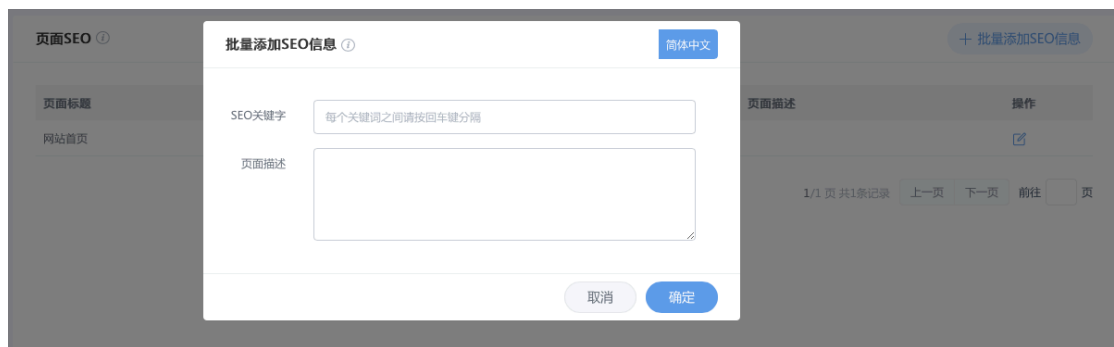 页面SEO
批量添加SEO信息
简体中文
+ 批量添加SEO信息
页面标题
页面描述
操作
SEO关键字
每个关键词之间请按回车键分隔
网站首页
页面描述
1/1 页 共1条记录 上一页 下一页 前往 页
取消
确定